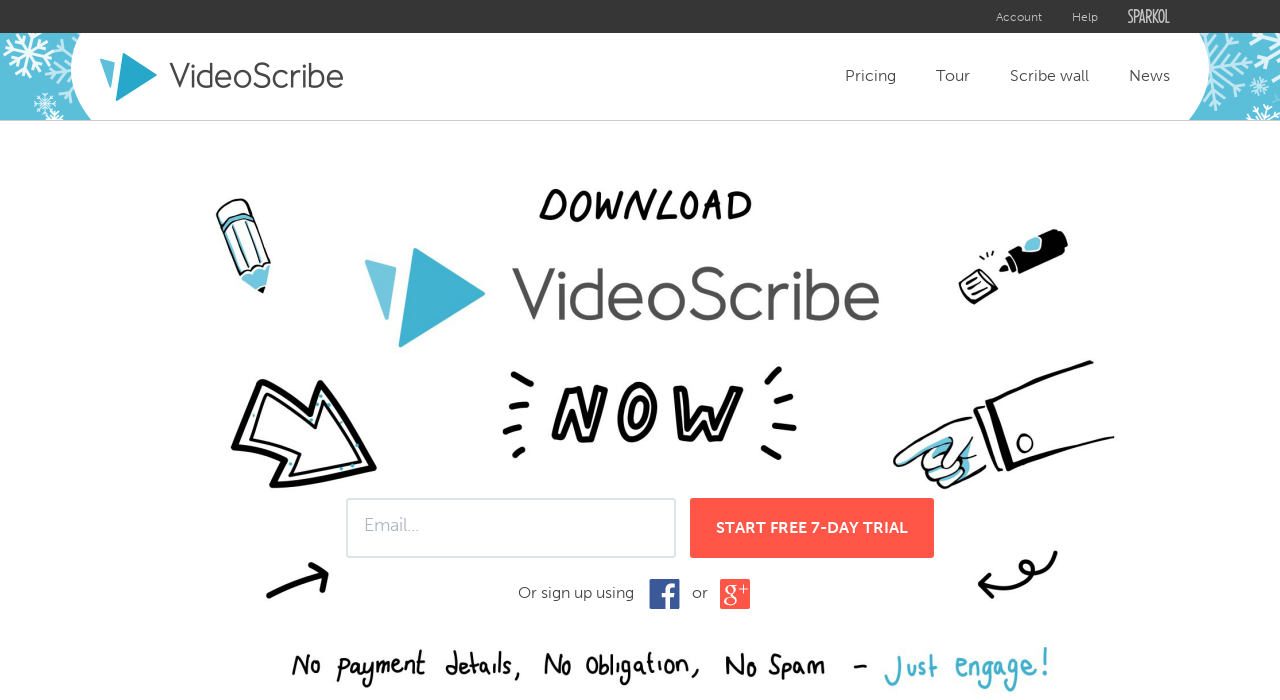 Account Help SPARKOL
VideoScribe Pricing Tour Scribe wall News
DOWNLOAD
VideoScribe
NOW
Email... START FREE 7-DAY TRIAL
Or sign up using f or g+
No Payment details, No Obligation, No Spam - Just Engage!